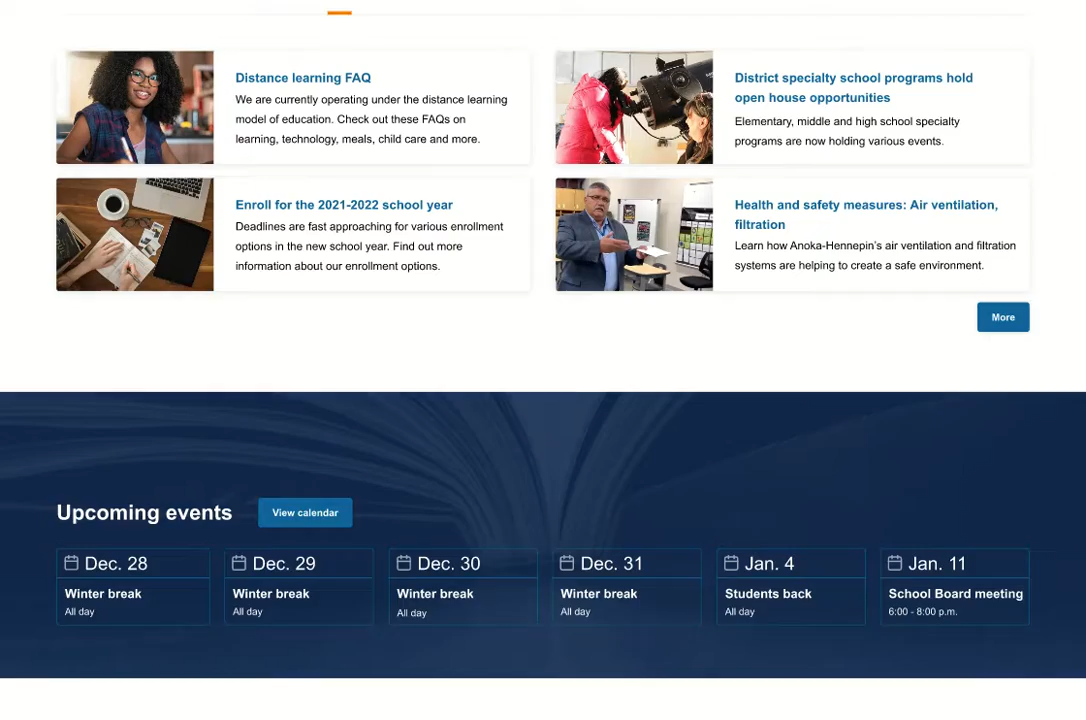 Distance learning FAQ
We are currently operating under the distance learning
model of education. Check out these FAQs on
learning, technology, meals, child care and more.
District specialty school programs hold
open house opportunities
Elementary, middle and high school specialty
programs are now holding various events.
Enroll for the 2021-2022 school year
Deadlines are fast approaching for various enrollment
options in the new school year. Find out more
information about our enrollment options.
Health and safety measures: Air ventilation,
filtration
Learn how Anoka-Hennepin's air ventilation and filtration
systems are helping to create a safe environment.
More
Upcoming events
View calendar
Dec. 28
Winter break
All day
Dec. 29
Winter break
All day
Dec. 30
Winter break
All day
Dec. 31
Winter break
All day
Jan. 4
Students back
All day
Jan. 11
School Board meeting
6:00 - 8:00 p.m.